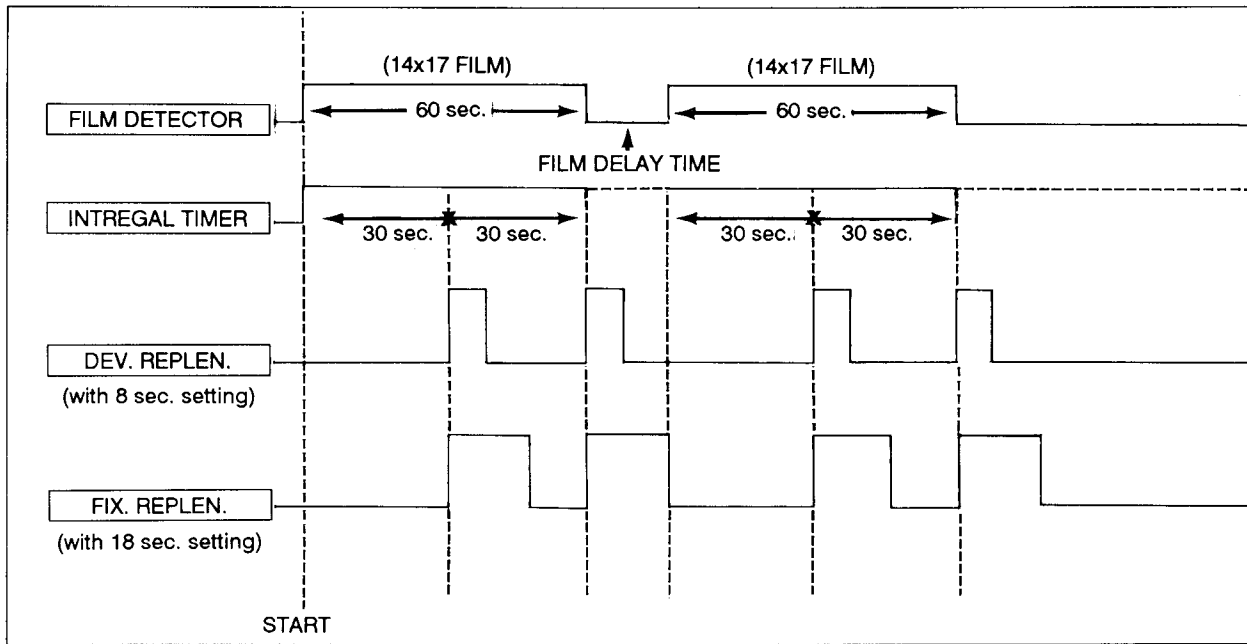 (14x17 FILM) (14x17 FILM)
FILM DETECTOR 60 sec. 60 sec.
FILM DELAY TIME
INTREGAL TIMER
30 sec. 30 sec. 30 sec. 30 sec.
DEV. REPLEN.
(with 8 sec. setting)
FIX. REPLEN.
(with 18 sec. setting)
START